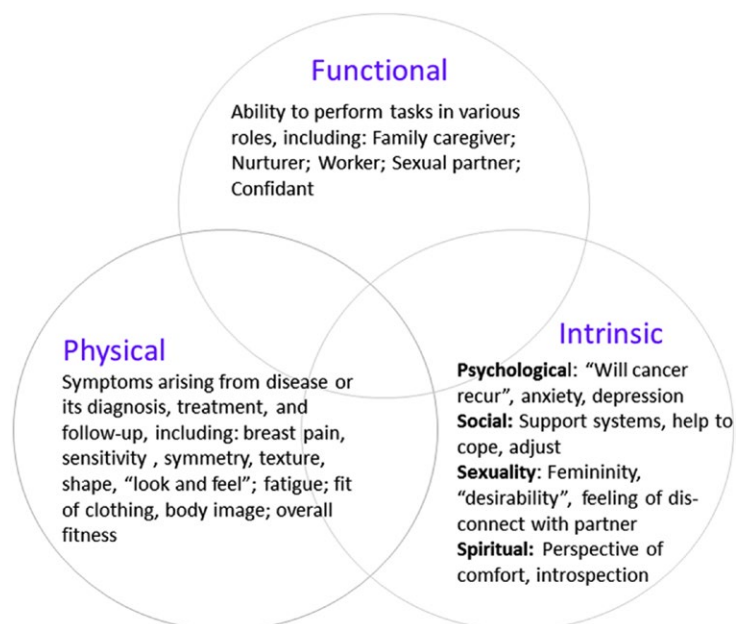 Functional
Ability to perform tasks in various
roles, including: Family caregiver;
Nurturer; Worker; Sexual partner;
Confidant
Physical
Symptoms arising from disease or
its diagnosis, treatment, and
follow-up, including: breast pain,
sensitivity , symmetry, texture,
shape, “look and feel”; fatigue; fit
of clothing, body image; overall
fitness
Intrinsic
Psychological: “Will cancer
recur”, anxiety, depression
Social: Support systems, help to
cope, adjust
Sexuality: Femininity,
“desirability”, feeling of dis-
connect with partner
Spiritual: Perspective of
comfort, introspection